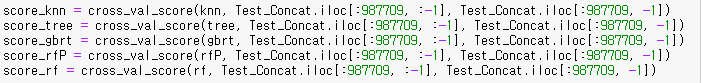 score_knn = cross_val_score(knn, Test_Concat.iloc[:987709, :-1], Test_Concat.iloc[:987709, -1])
score_tree = cross_val_score(tree, Test_Concat.iloc[:987709, :-1], Test_Concat.iloc[:987709, -1])
score_gbrt = cross_val_score(gbrt, Test_Concat.iloc[:987709, :-1], Test_Concat.iloc[:987709, -1])
score_rfP = cross_val_score(rfP, Test_Concat.iloc[:987709, :-1], Test_Concat.iloc[:987709, -1])
score_rf = cross_val_score(rf, Test_Concat.iloc[:987709, :-1], Test_Concat.iloc[:987709, -1])